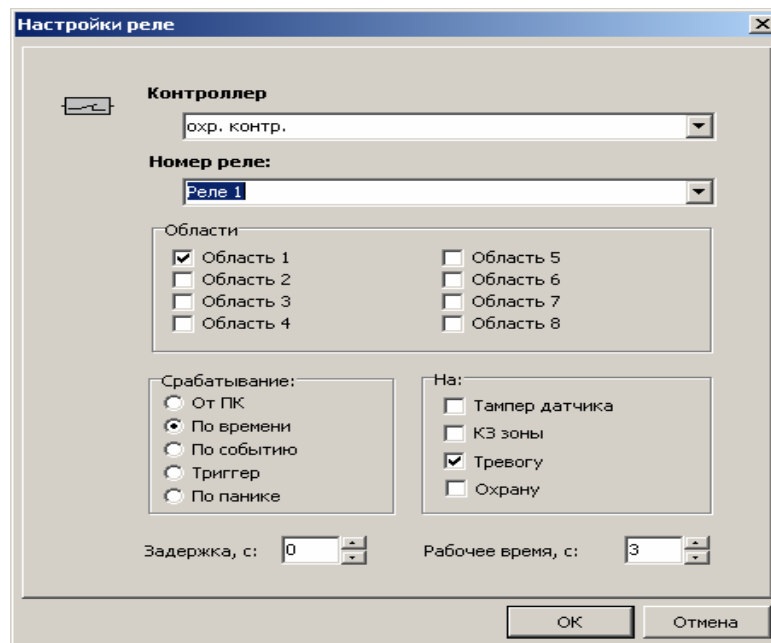 Настройки реле
Контроллер
охр. контр.
Номер реле:
Реле 1
Области
Область 1
Область 5
Область 2
Область 6
Область 3
Область 7
Область 4
Область 8
Срабатывание:
От ПК
По времени
По событию
Триггер
По панике
На:
Тампер датчика
КЗ зоны
Тревогу
Охрану
Задержка, с:
0
Рабочее время, с:
3
OK
Отмена